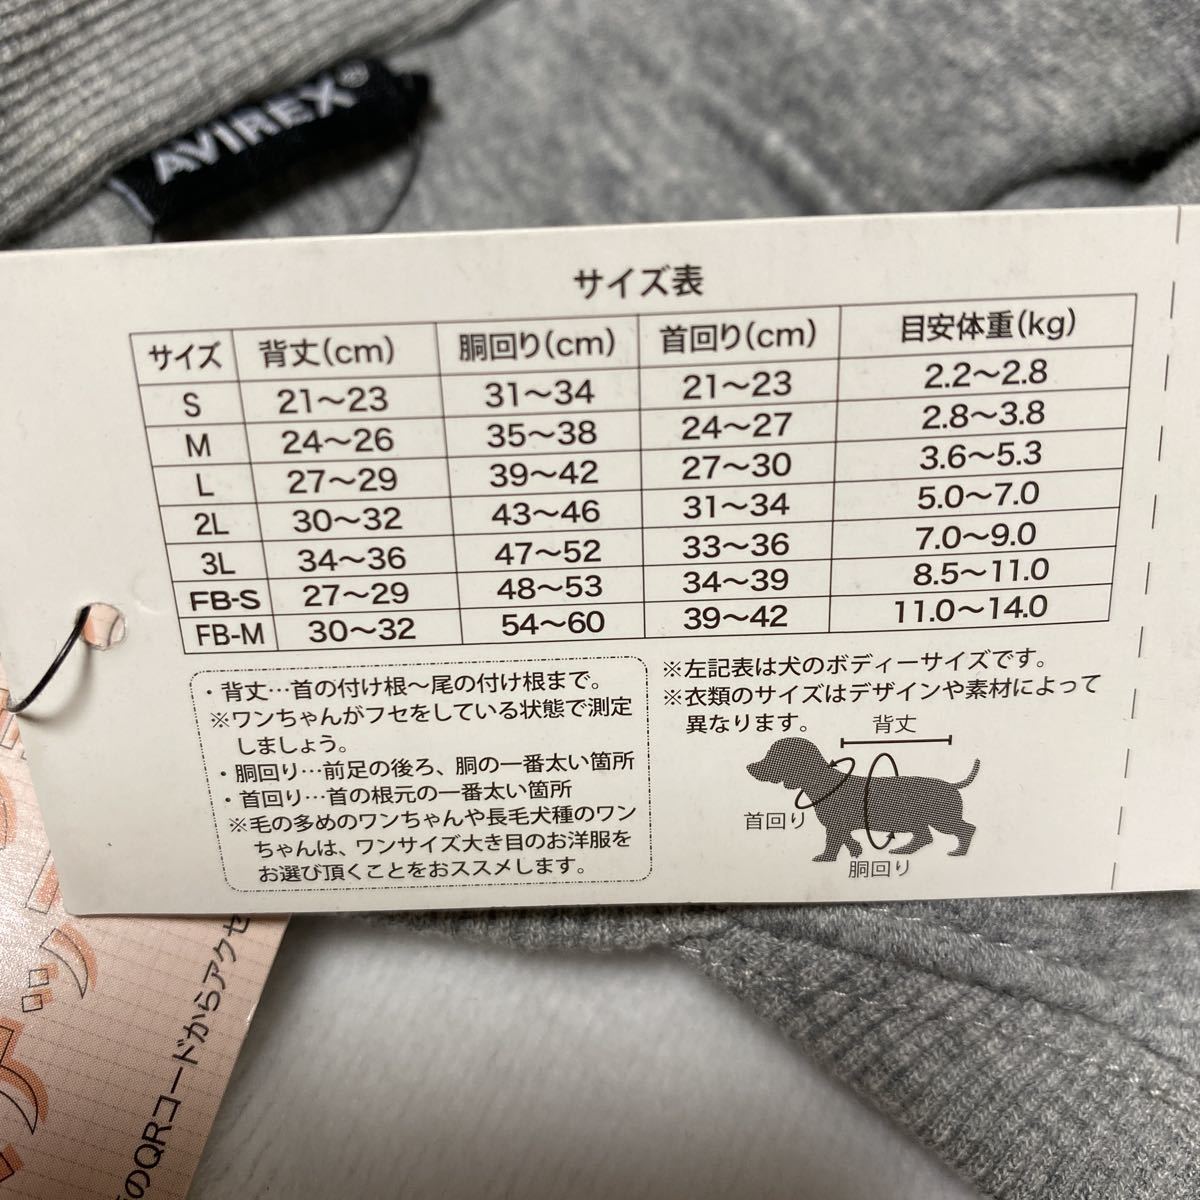 AVIREX®
サイズ表
サイズ 背丈(cm) 胴回り(cm) 首回り(cm) 目安体重(kg)
S 21〜23 31〜34 21〜23 2.2〜2.8
M 24〜26 35〜38 24〜27 2.8〜3.8
L 27〜29 39〜42 27〜30 3.6〜5.3
2L 30〜32 43〜46 31〜34 5.0〜7.0
3L 34〜36 47〜52 33〜36 7.0〜9.0
FB-S 27〜29 48〜53 34〜39 8.5〜11.0
FB-M 30〜32 54〜60 39〜42 11.0〜14.0
・背丈…首の付け根〜尾の付け根まで。
※ワンちゃんがフセをしている状態で測定
しましょう。
・胴回り…前足の後ろ、胴の一番太い箇所
・首回り…首の根元の一番太い箇所
※毛の多めのワンちゃんや長毛犬種のワン
ちゃんは、ワンサイズ大き目のお洋服を
お選び頂くことをおススメします。
※左記表は犬のボディーサイズです。
※衣類のサイズはデザインや素材によって
異なります。
背丈
首回り
胴回り
のQRコードからアクセ